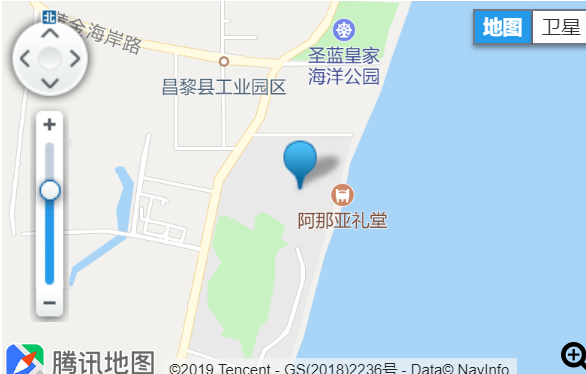 北
黄金海岸路
地图
卫星
圣蓝皇家
海洋公园
昌黎县工业园区
阿那亚礼堂
腾讯地图
©2019 Tencent - GS(2018)2236号 - Data© NavInfo